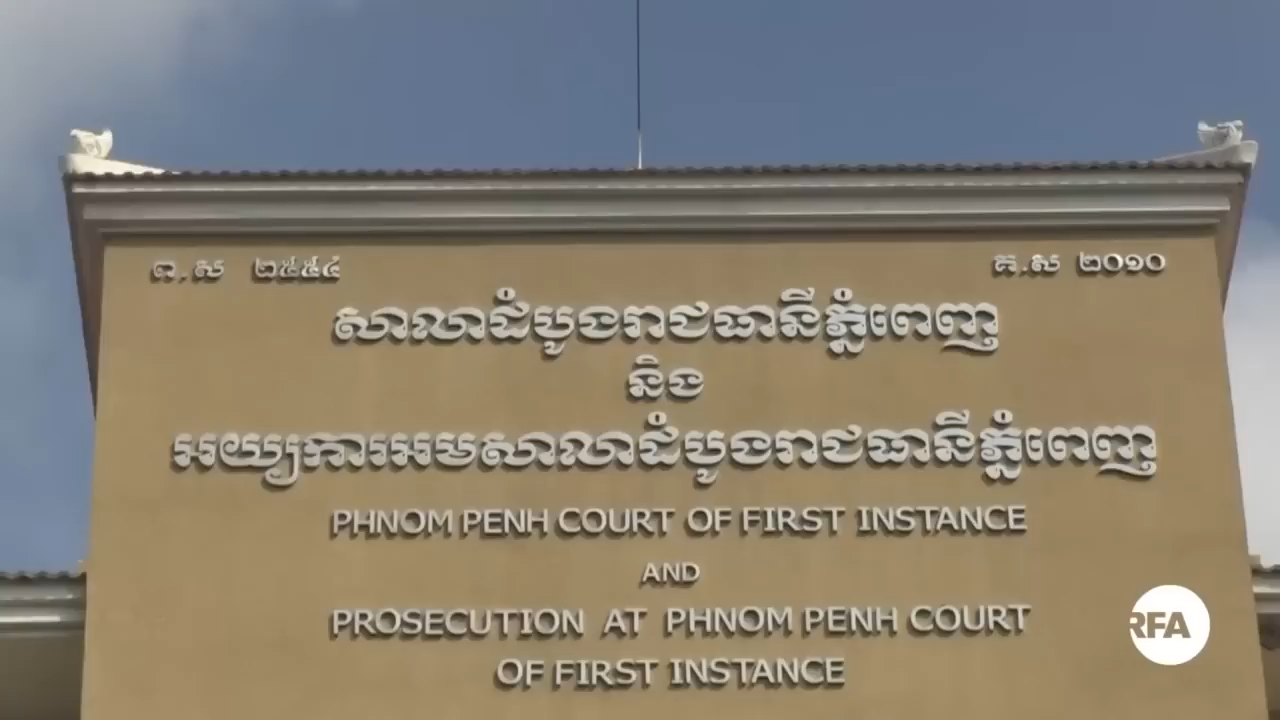 ព.ស ២៥៥៤ គ.ស ២០១០
សាលាដំបូងរាជធានីភ្នំពេញ
និង
អយ្យការអមសាលាដំបូងរាជធានីភ្នំពេញ
PHNOM PENH COURT OF FIRST INSTANCE
AND
PROSECUTION AT PHNOM PENH COURT
OF FIRST INSTANCE
RFA